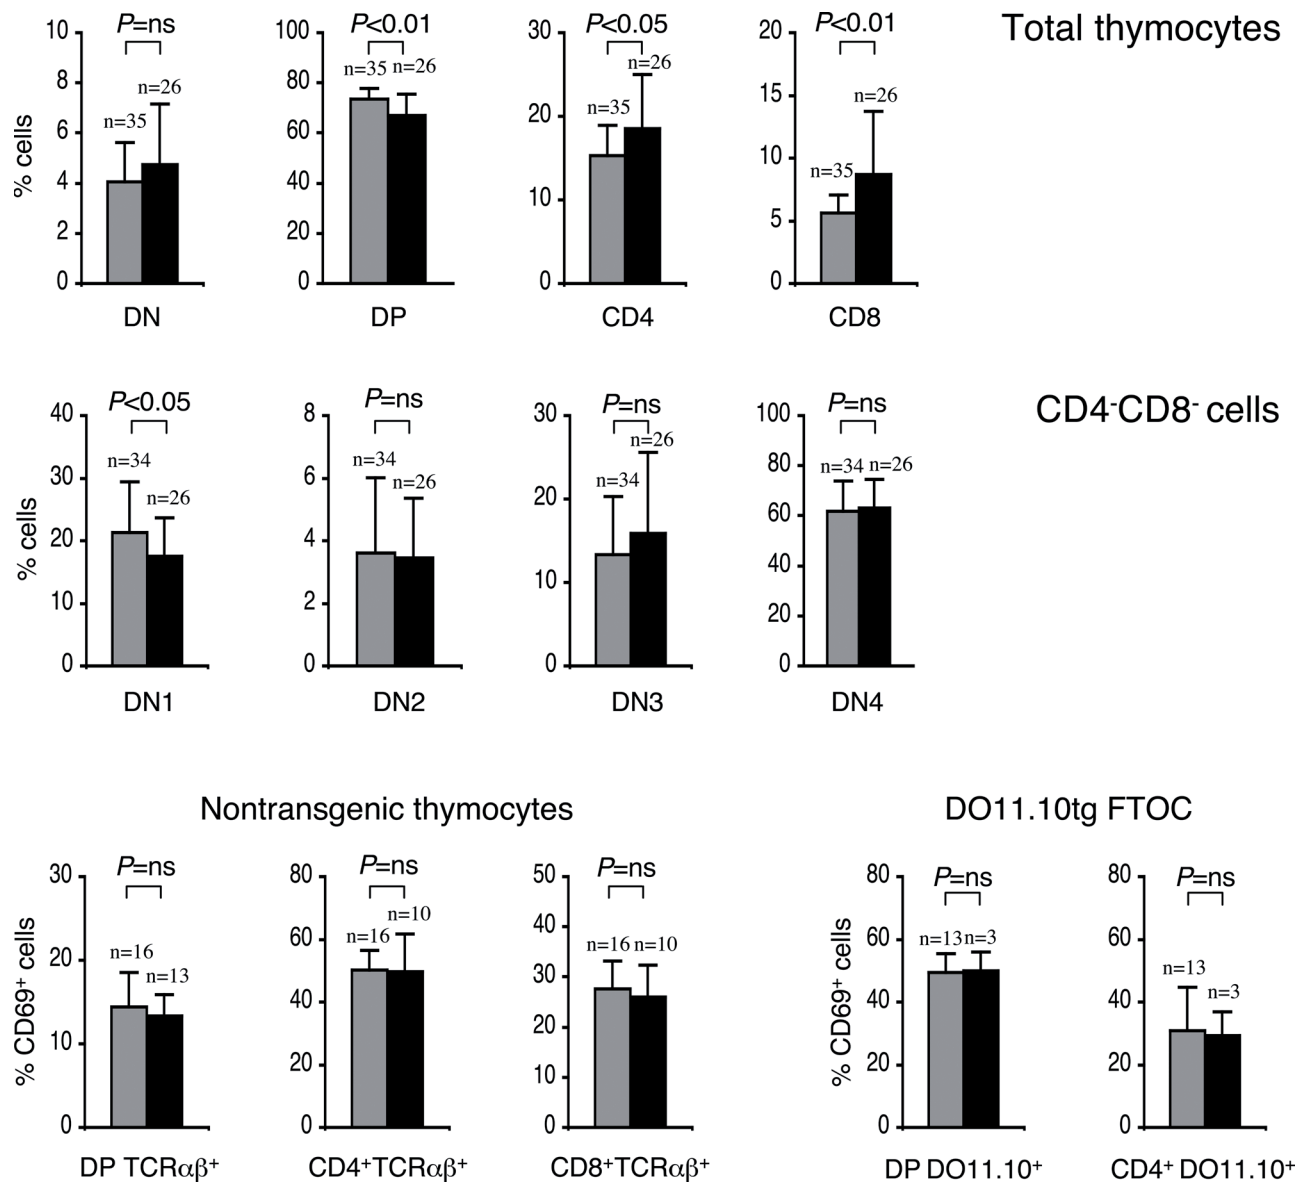 Total thymocytes
P=ns
P<0.01
P<0.05
P<0.01
% cells
10
8
6
4
2
0
n=35
n=26
DN
100
80
60
40
20
0
n=35
n=26
DP
30
20
10
0
n=35
n=26
CD4
20
15
10
5
0
n=35
n=26
CD8
CD4-CD8- cells
P<0.05
P=ns
P=ns
P=ns
% cells
40
30
20
10
0
n=34
n=26
DN1
8
6
4
2
0
n=34
n=26
DN2
30
20
10
0
n=34
n=26
DN3
100
80
60
40
20
0
n=34
n=26
DN4
Nontransgenic thymocytes
DO11.10tg FTOC
P=ns
P=ns
P=ns
P=ns
P=ns
% CD69+ cells
30
20
10
0
n=16
n=13
DP TCRαβ+
80
60
40
20
0
n=16
n=10
CD4+TCRαβ+
50
40
30
20
10
0
n=16
n=10
CD8+TCRαβ+
% CD69+ cells
80
60
40
20
0
n=13
n=3
DP DO11.10+
80
60
40
20
0
n=13
n=3
CD4+ DO11.10+